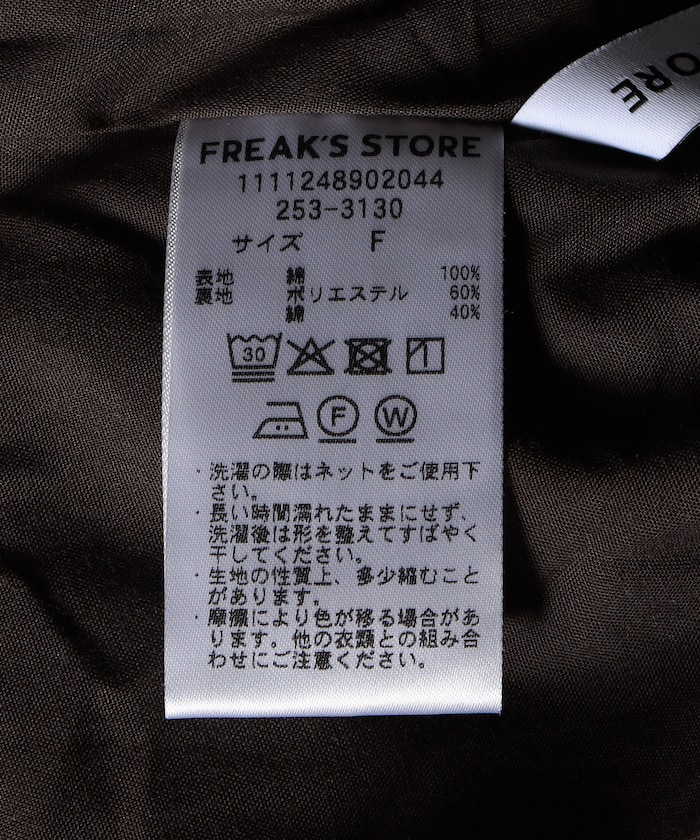 ORE
FREAK'S STORE
1111248902044
253-3130
サイズ F
表地 綿 100%
裏地 ポリエステル 60%
綿 40%
30
F W
・洗濯の際はネットをご使用下
さい。
・長い時間濡れたままにせず、
洗濯後は形を整えてすばやく
干してください。
・生地の性質上、多少縮むこと
があります。
・摩擦により色が移る場合があ
ります。他の衣類との組み合
わせにご注意ください。